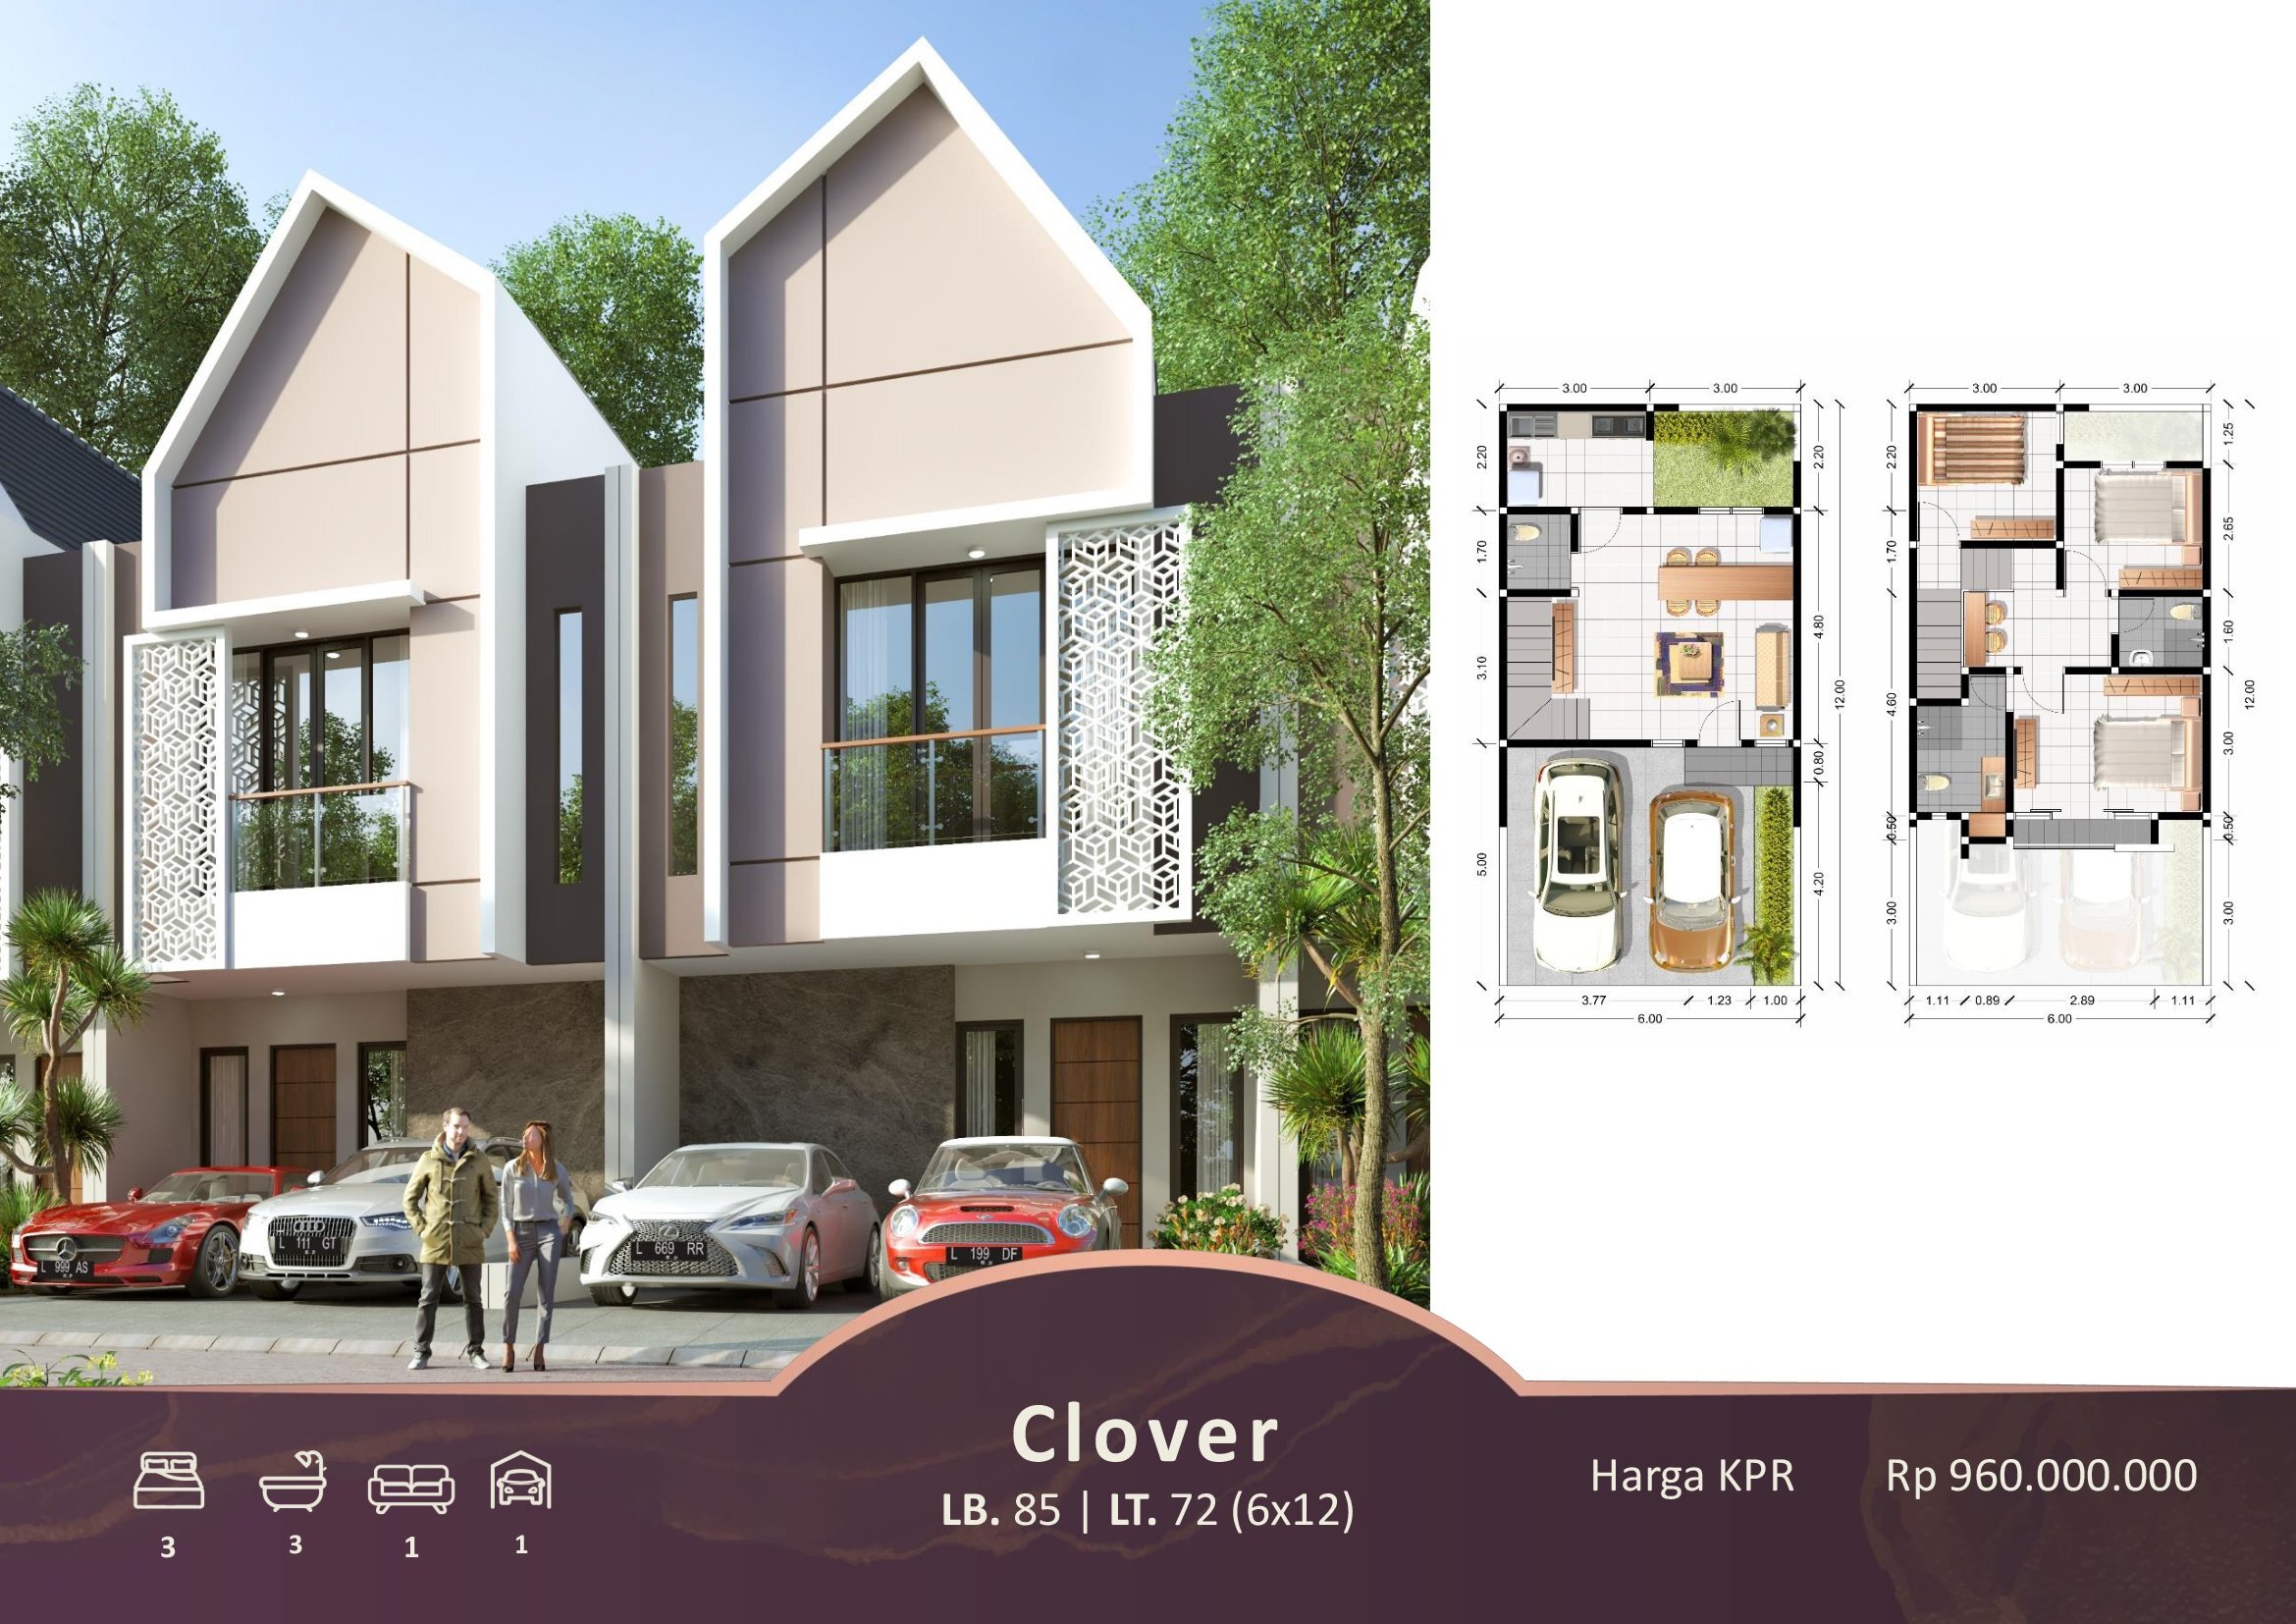 3.00 3.00
2.20
1.70
3.10
5.00
2.20
4.80
0.80
4.20
12.00
3.77 1.23 1.00
6.00
3.00 3.00
2.20
1.70
4.60
0.50
3.00
1.25
2.65
1.60
3.00
0.50
3.00
12.00
1.11 0.89 2.89 1.11
6.00
L 999 AS
L 111 GT
L 669 RR
L 199 DF
Clover
LB. 85 | LT. 72 (6x12)
3 3 1 1
Harga KPR Rp 960.000.000